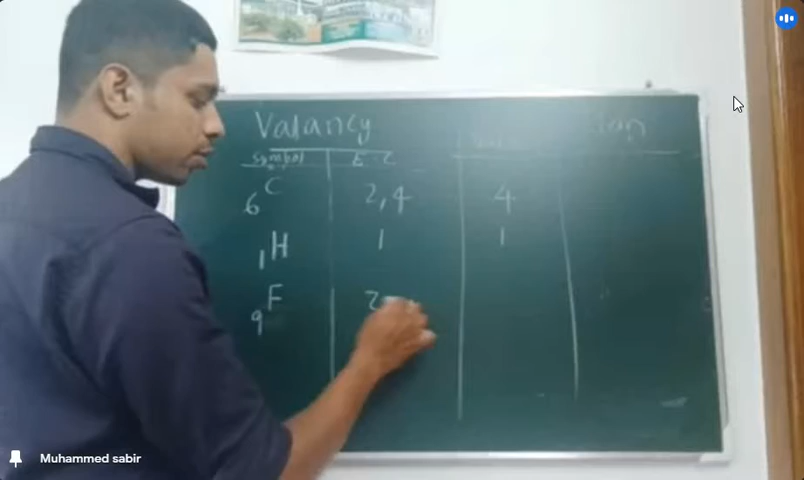 Valancy
Symbol E.C
6C 2,4 4
1H 1 1
9F 2
Muhammed sabir